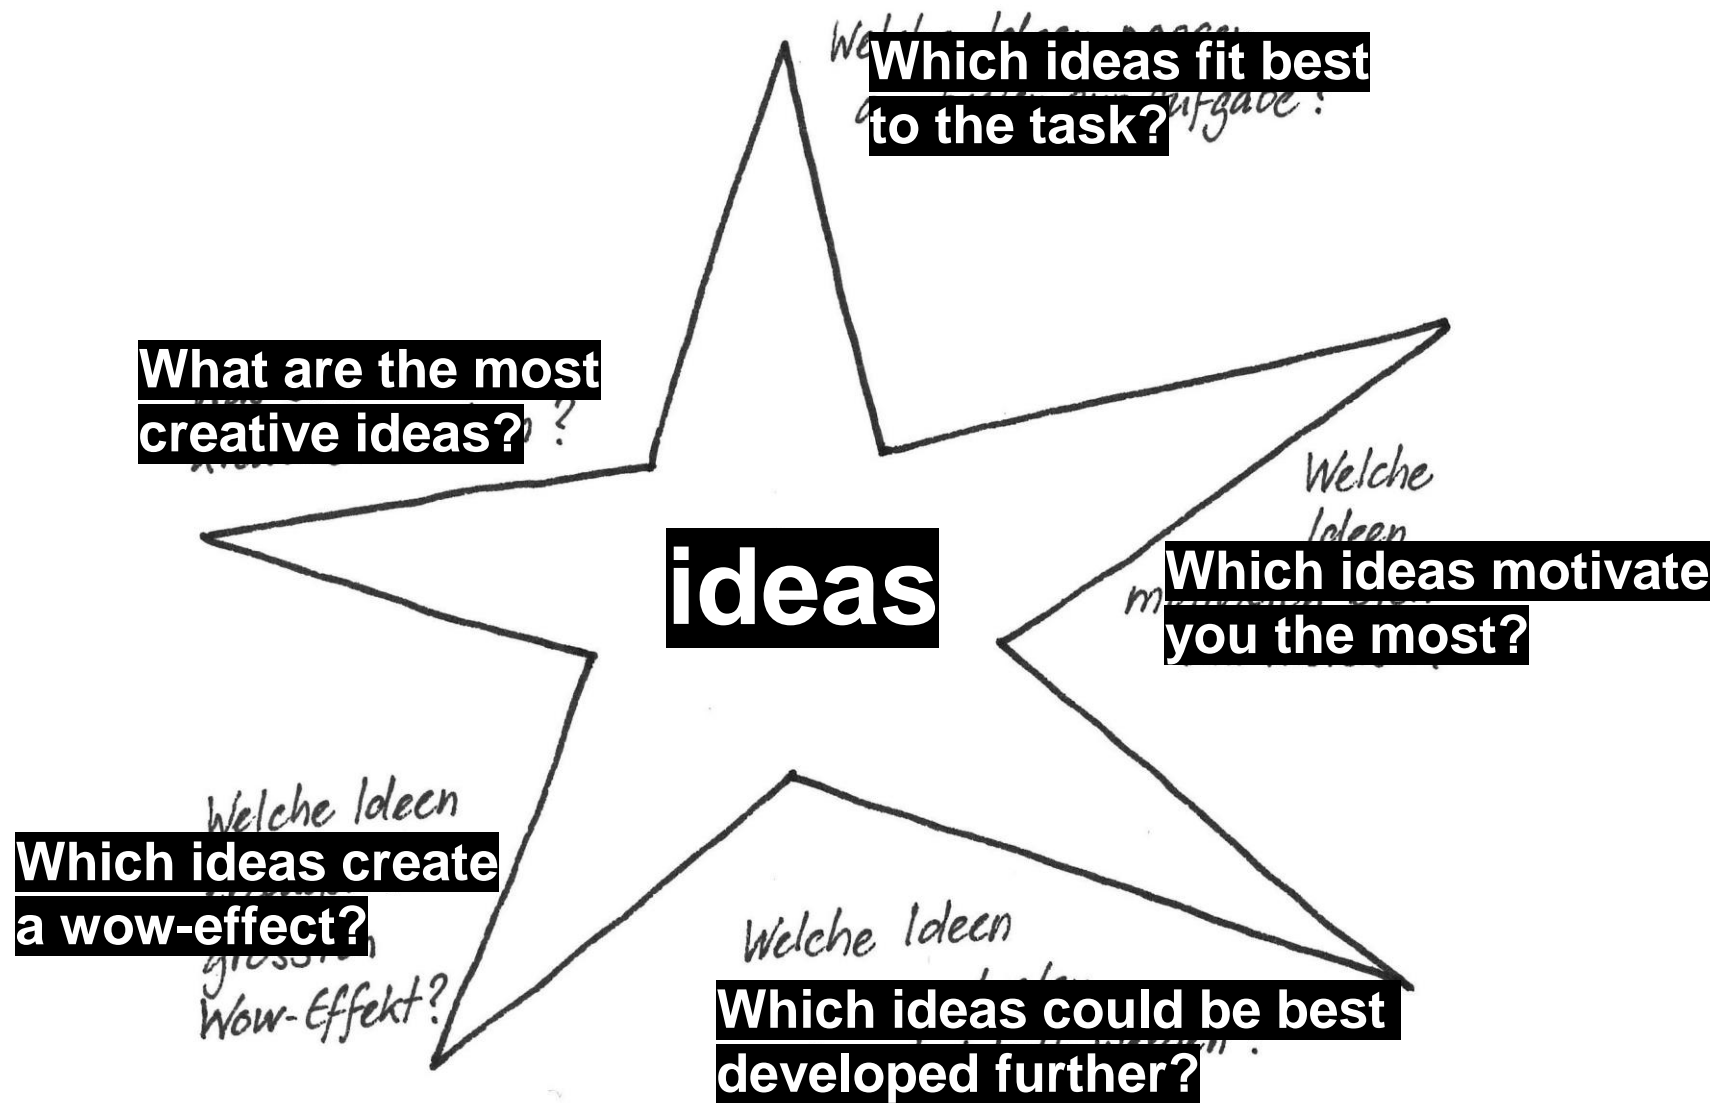 Which ideas fit best
to the task?
ufgabe?
What are the most
creative ideas?
?
ideas
Welche
Ideen
Which ideas motivate
you the most?
Welche Ideen
Which ideas create
a wow-effect?
Wow-Effekt?
Welche Ideen
Which ideas could be best
developed further?